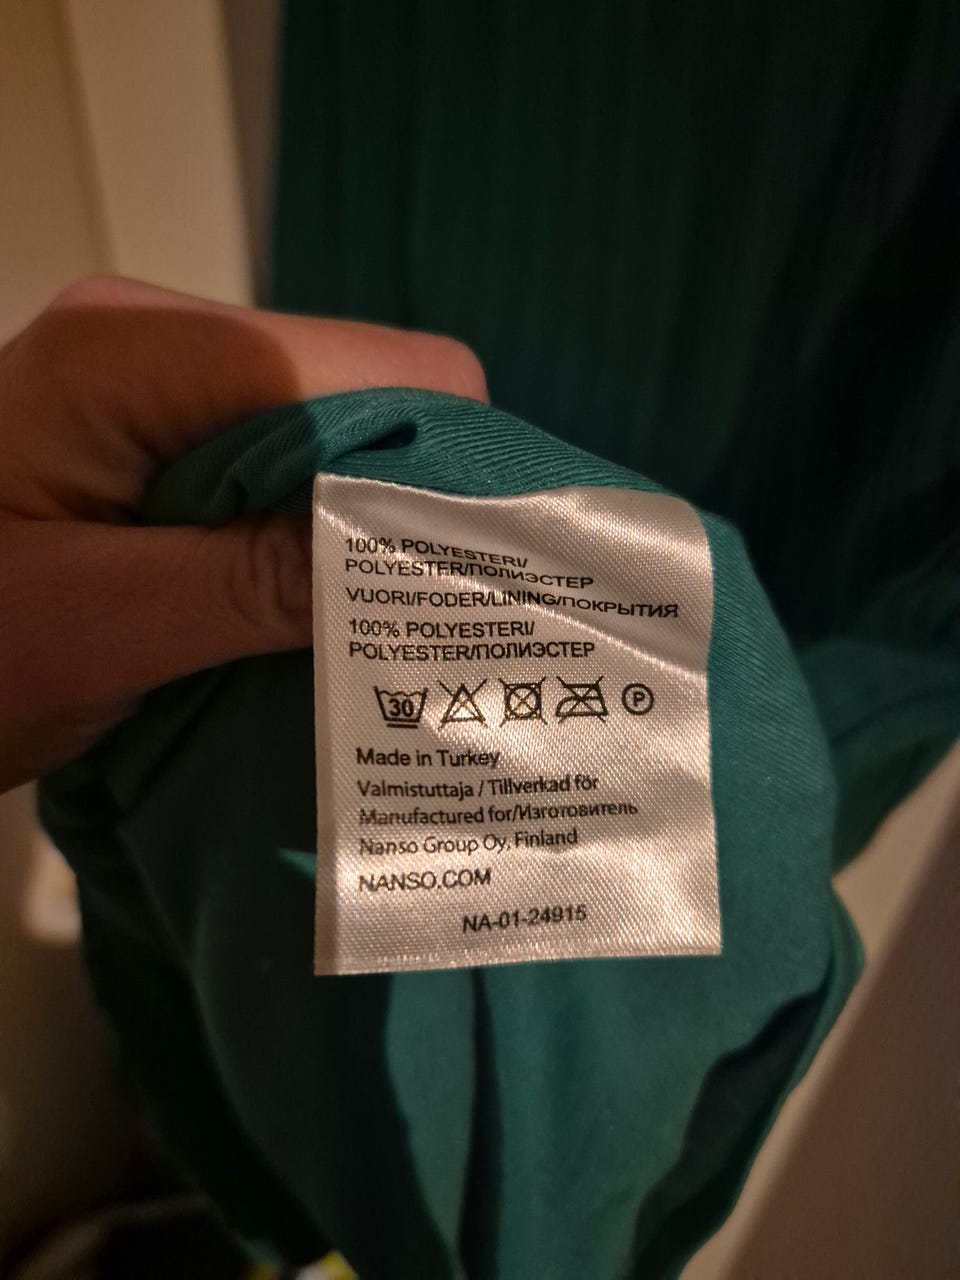 100% POLYESTERI/
POLYESTER/ПОЛИЭСТЕР
VUORI/FODER/LINING/ПОКРЫТИЯ
100% POLYESTERI/
POLYESTER/ПОЛИЭСТЕР
30 P
Made in Turkey
Valmistuttaja / Tillverkad för
Manufactured for/Изготовитель
Nanso Group Oy, Finland
NANSO.COM
NA-01-24915